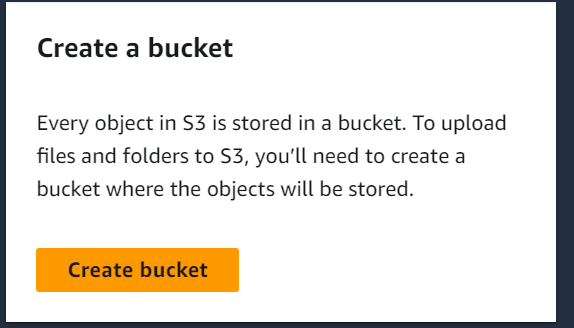 Create a bucket
Every object in S3 is stored in a bucket. To upload
files and folders to S3, you’ll need to create a
bucket where the objects will be stored.
Create bucket